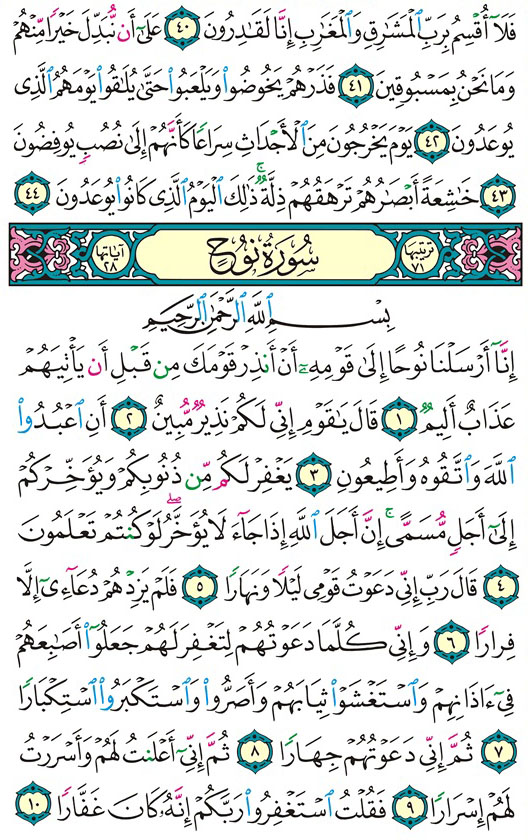 فَلَآ أُقْسِمُ بِرَبِّ ٱلْمَشَٰرِقِ وَٱلْمَغَٰرِبِ إِنَّا لَقَٰدِرُونَ ٤٠ عَلَىٰٓ أَن نُّبَدِّلَ خَيْرًا مِّنْهُمْ
وَمَا نَحْنُ بِمَسْبُوقِينَ ٤١ فَذَرْهُمْ يَخُوضُوا۟ وَيَلْعَبُوا۟ حَتَّىٰ يُلَٰقُوا۟ يَوْمَهُمُ ٱلَّذِى
يُوعَدُونَ ٤٢ يَوْمَ يَخْرُجُونَ مِنَ ٱلْأَجْدَاثِ سِرَاعًا كَأَنَّهُمْ إِلَىٰ نُصُبٍ يُوفِضُونَ
٤٣ خَٰشِعَةً أَبْصَٰرُهُمْ تَرْهَقُهُمْ ذِلَّةٌ ۚ ذَٰلِكَ ٱلْيَوْمُ ٱلَّذِى كَانُوا۟ يُوعَدُونَ ٤٤
ترتيبها ٧١ سُورَةُ نُوحٍ آياتها ٢٨
بِسْمِ ٱللَّهِ ٱلرَّحْمَٰنِ ٱلرَّحِيمِ
إِنَّآ أَرْسَلْنَا نُوحًا إِلَىٰ قَوْمِهِۦٓ أَنْ أَنذِرْ قَوْمَكَ مِن قَبْلِ أَن يَأْتِيَهُمْ
عَذَابٌ أَلِيمٌ ١ قَالَ يَٰقَوْمِ إِنِّى لَكُمْ نَذِيرٌ مُّبِينٌ ٢ أَنِ ٱعْبُدُوا۟
ٱللَّهَ وَٱتَّقُوهُ وَأَطِيعُونِ ٣ يَغْفِرْ لَكُم مِّن ذُنُوبِكُمْ وَيُؤَخِّرْكُمْ
إِلَىٰٓ أَجَلٍ مُّسَمًّى ۚ إِنَّ أَجَلَ ٱللَّهِ إِذَا جَآءَ لَا يُؤَخَّرُ ۖ لَوْ كُنتُمْ تَعْلَمُونَ
٤ قَالَ رَبِّ إِنِّى دَعَوْتُ قَوْمِى لَيْلًا وَنَهَارًا ٥ فَلَمْ يَزِدْهُمْ دُعَآءِىٓ إِلَّا
فِرَارًا ٦ وَإِنِّى كُلَّمَا دَعَوْتُهُمْ لِتَغْفِرَ لَهُمْ جَعَلُوٓا۟ أَصَٰبِعَهُمْ
فِىٓ ءَاذَانِهِمْ وَٱسْتَغْشَوْا۟ ثِيَابَهُمْ وَأَصَرُّوا۟ وَٱسْتَكْبَرُوا۟ ٱسْتِكْبَارًا
٧ ثُمَّ إِنِّى دَعَوْتُهُمْ جِهَارًا ٨ ثُمَّ إِنِّىٓ أَعْلَنتُ لَهُمْ وَأَسْرَرْتُ
لَهُمْ إِسْرَارًا ٩ فَقُلْتُ ٱسْتَغْفِرُوا۟ رَبَّكُمْ إِنَّهُۥ كَانَ غَفَّارًا ١٠